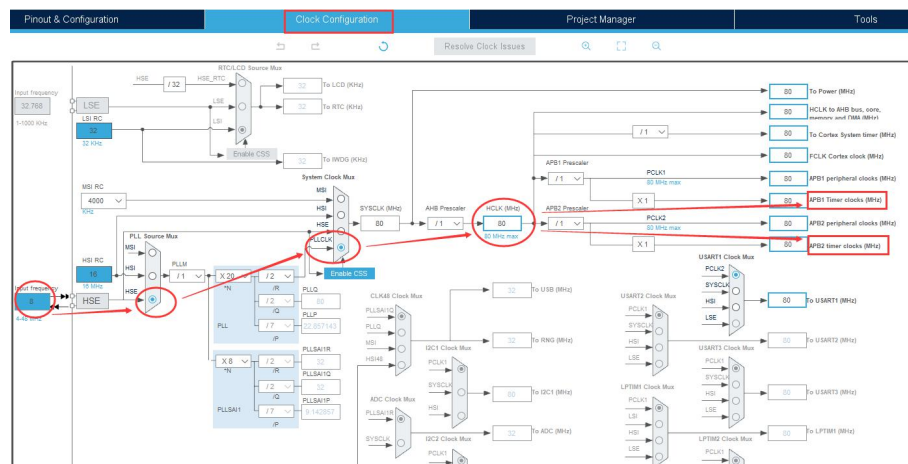 Pinout & Configuration
Clock Configuration
Project Manager
Tools
Resolve Clock Issues
RTC/LCD Source Mux
HSE
/ 32
HSE_RTC
LSE
LSI
32
To LCD (KHz)
32
To RTC (KHz)
Enable CSS
32
To IWDG (KHz)
Input frequency
32.768
1-1000 KHz
LSE
LSI RC
32
32 KHz
MSI RC
4000
KHz
HSI RC
16
16 MHz
Input frequency
8
HSE
PLL Source Mux
MSI
HSI
HSE
PLLM
/ 1
X 20
*N
/ 2
/R
PLLQ
/ 2
80
/Q
PLLP
/ 7
22.857143
/P
PLL
X 8
*N
/ 2
/R
PLLSAI1R
32
PLLSAI1Q
/ 2
32
/Q
PLLSAI1P
/ 7
9.142857
/P
PLLSAI1
System Clock Mux
MSI
HSI
HSE
PLLCLK
Enable CSS
SYSCLK (MHz)
80
AHB Prescaler
/ 1
HCLK (MHz)
80
80 MHz max
APB1 Prescaler
/ 1
PCLK1
80 MHz max
X 1
APB2 Prescaler
/ 1
PCLK2
80 MHz max
X 1
/ 1
80
To Power (MHz)
80
HCLK to AHB bus, core,
memory and DMA (MHz)
80
To Cortex System timer (MHz)
80
FCLK Cortex clock (MHz)
80
APB1 peripheral clocks (MHz)
80
APB1 Timer clocks (MHz)
80
APB2 peripheral clocks (MHz)
80
APB2 timer clocks (MHz)
CLK48 Clock Mux
PLLSAI1Q
PLLQ
MSI
HSI48
32
To USB (MHz)
32
To RNG (MHz)
I2C1 Clock Mux
PCLK1
SYSCLK
HSI
80
To I2C1 (MHz)
ADC Clock Mux
PLLSAI1R
SYSCLK
32
To ADC (MHz)
I2C2 Clock Mux
PCLK1
USART1 Clock Mux
PCLK2
SYSCLK
HSI
LSE
80
To USART1 (MHz)
USART2 Clock Mux
PCLK1
SYSCLK
HSI
LSE
80
To USART2 (MHz)
USART3 Clock Mux
PCLK1
SYSCLK
HSI
LSE
80
To USART3 (MHz)
LPTIM1 Clock Mux
PCLK1
LSI
HSI
LSE
80
To LPTIM1 (MHz)
LPTIM2 Clock Mux
PCLK1